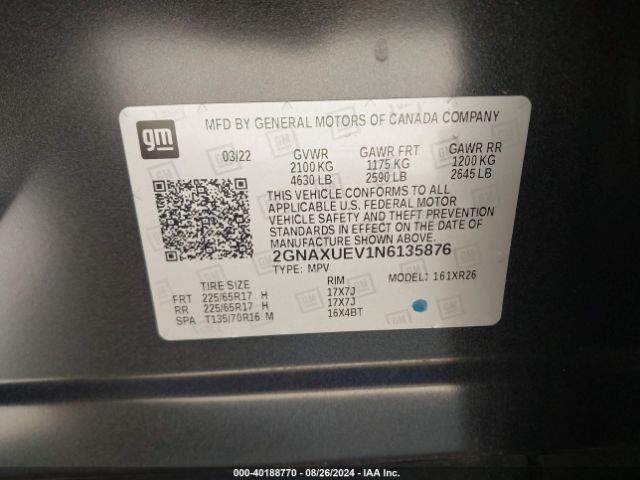 gm
MFD BY GENERAL MOTORS OF CANADA COMPANY
03/22 GVWR GAWR FRT GAWR RR
2100 KG 1175 KG 1200 KG
4630 LB 2590 LB 2645 LB
THIS VEHICLE CONFORMS TO ALL
APPLICABLE U.S. FEDERAL MOTOR
VEHICLE SAFETY AND THEFT PREVENTION
STANDARDS IN EFFECT ON THE DATE OF
MANUFACTURE SHOWN ABOVE.
2GNAXUEV1N6135876
TYPE: MPV MODEL: 161XR26
TIRE SIZE RIM
FRT 225/65R17 H 17X7J
RR 225/65R17 H 17X7J
SPA T135/70R16 M 16X4BT
000-40188770 - 08/26/2024 - IAAI.COM